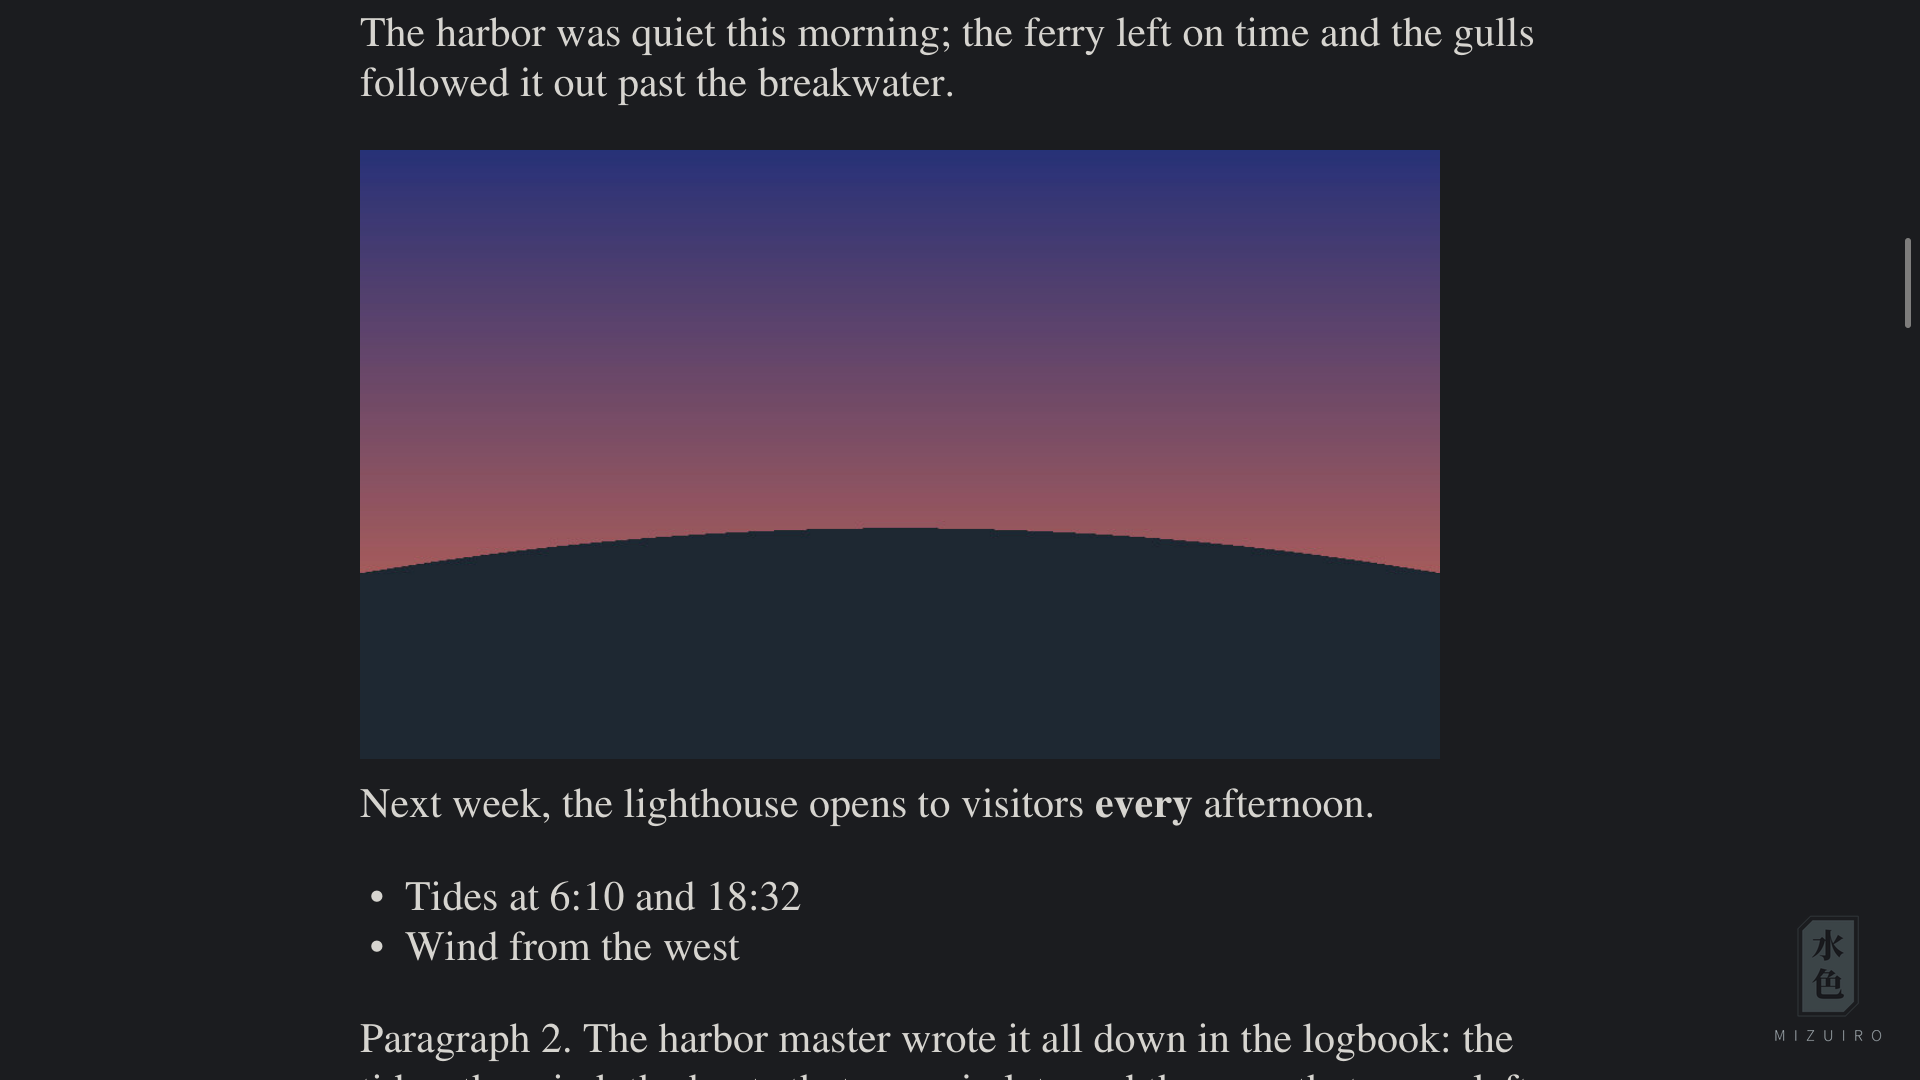 The harbor was quiet this morning; the ferry left on time and the gulls
followed it out past the breakwater.
Next week, the lighthouse opens to visitors every afternoon.
• Tides at 6:10 and 18:32
• Wind from the west
Paragraph 2. The harbor master wrote it all down in the logbook: the
水色
MIZUIRO